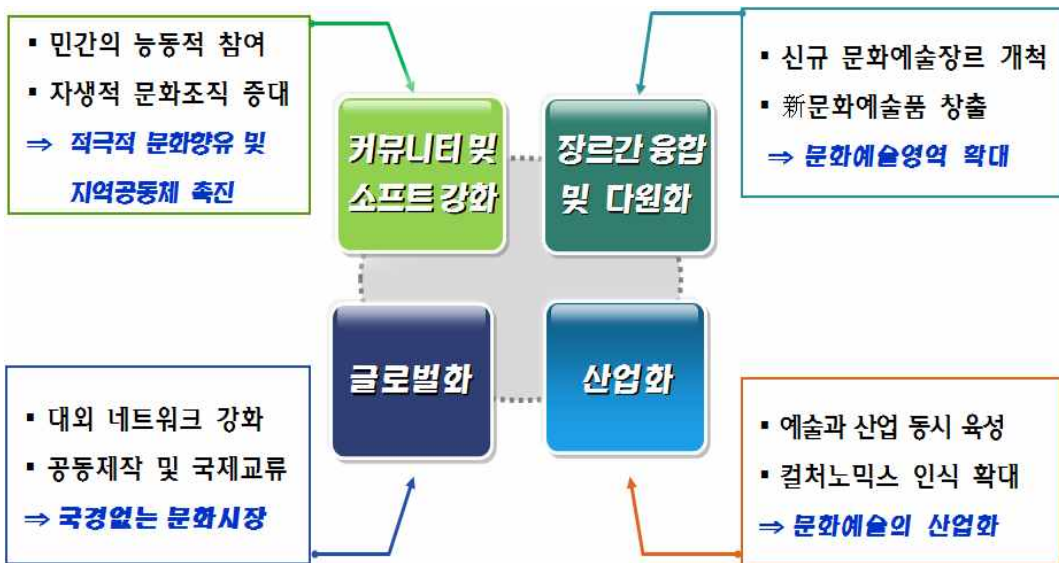 ▪ 민간의 능동적 참여
▪ 자생적 문화조직 증대
⇒ 적극적 문화향유 및
지역공동체 촉진
커뮤니티 및
소프트 강화
장르간 융합
및 다원화
▪ 신규 문화예술장르 개척
▪ 新문화예술품 창출
⇒ 문화예술영역 확대
▪ 대외 네트워크 강화
▪ 공동제작 및 국제교류
⇒ 국경없는 문화시장
글로벌화
산업화
▪ 예술과 산업 동시 육성
▪ 컬처노믹스 인식 확대
⇒ 문화예술의 산업화